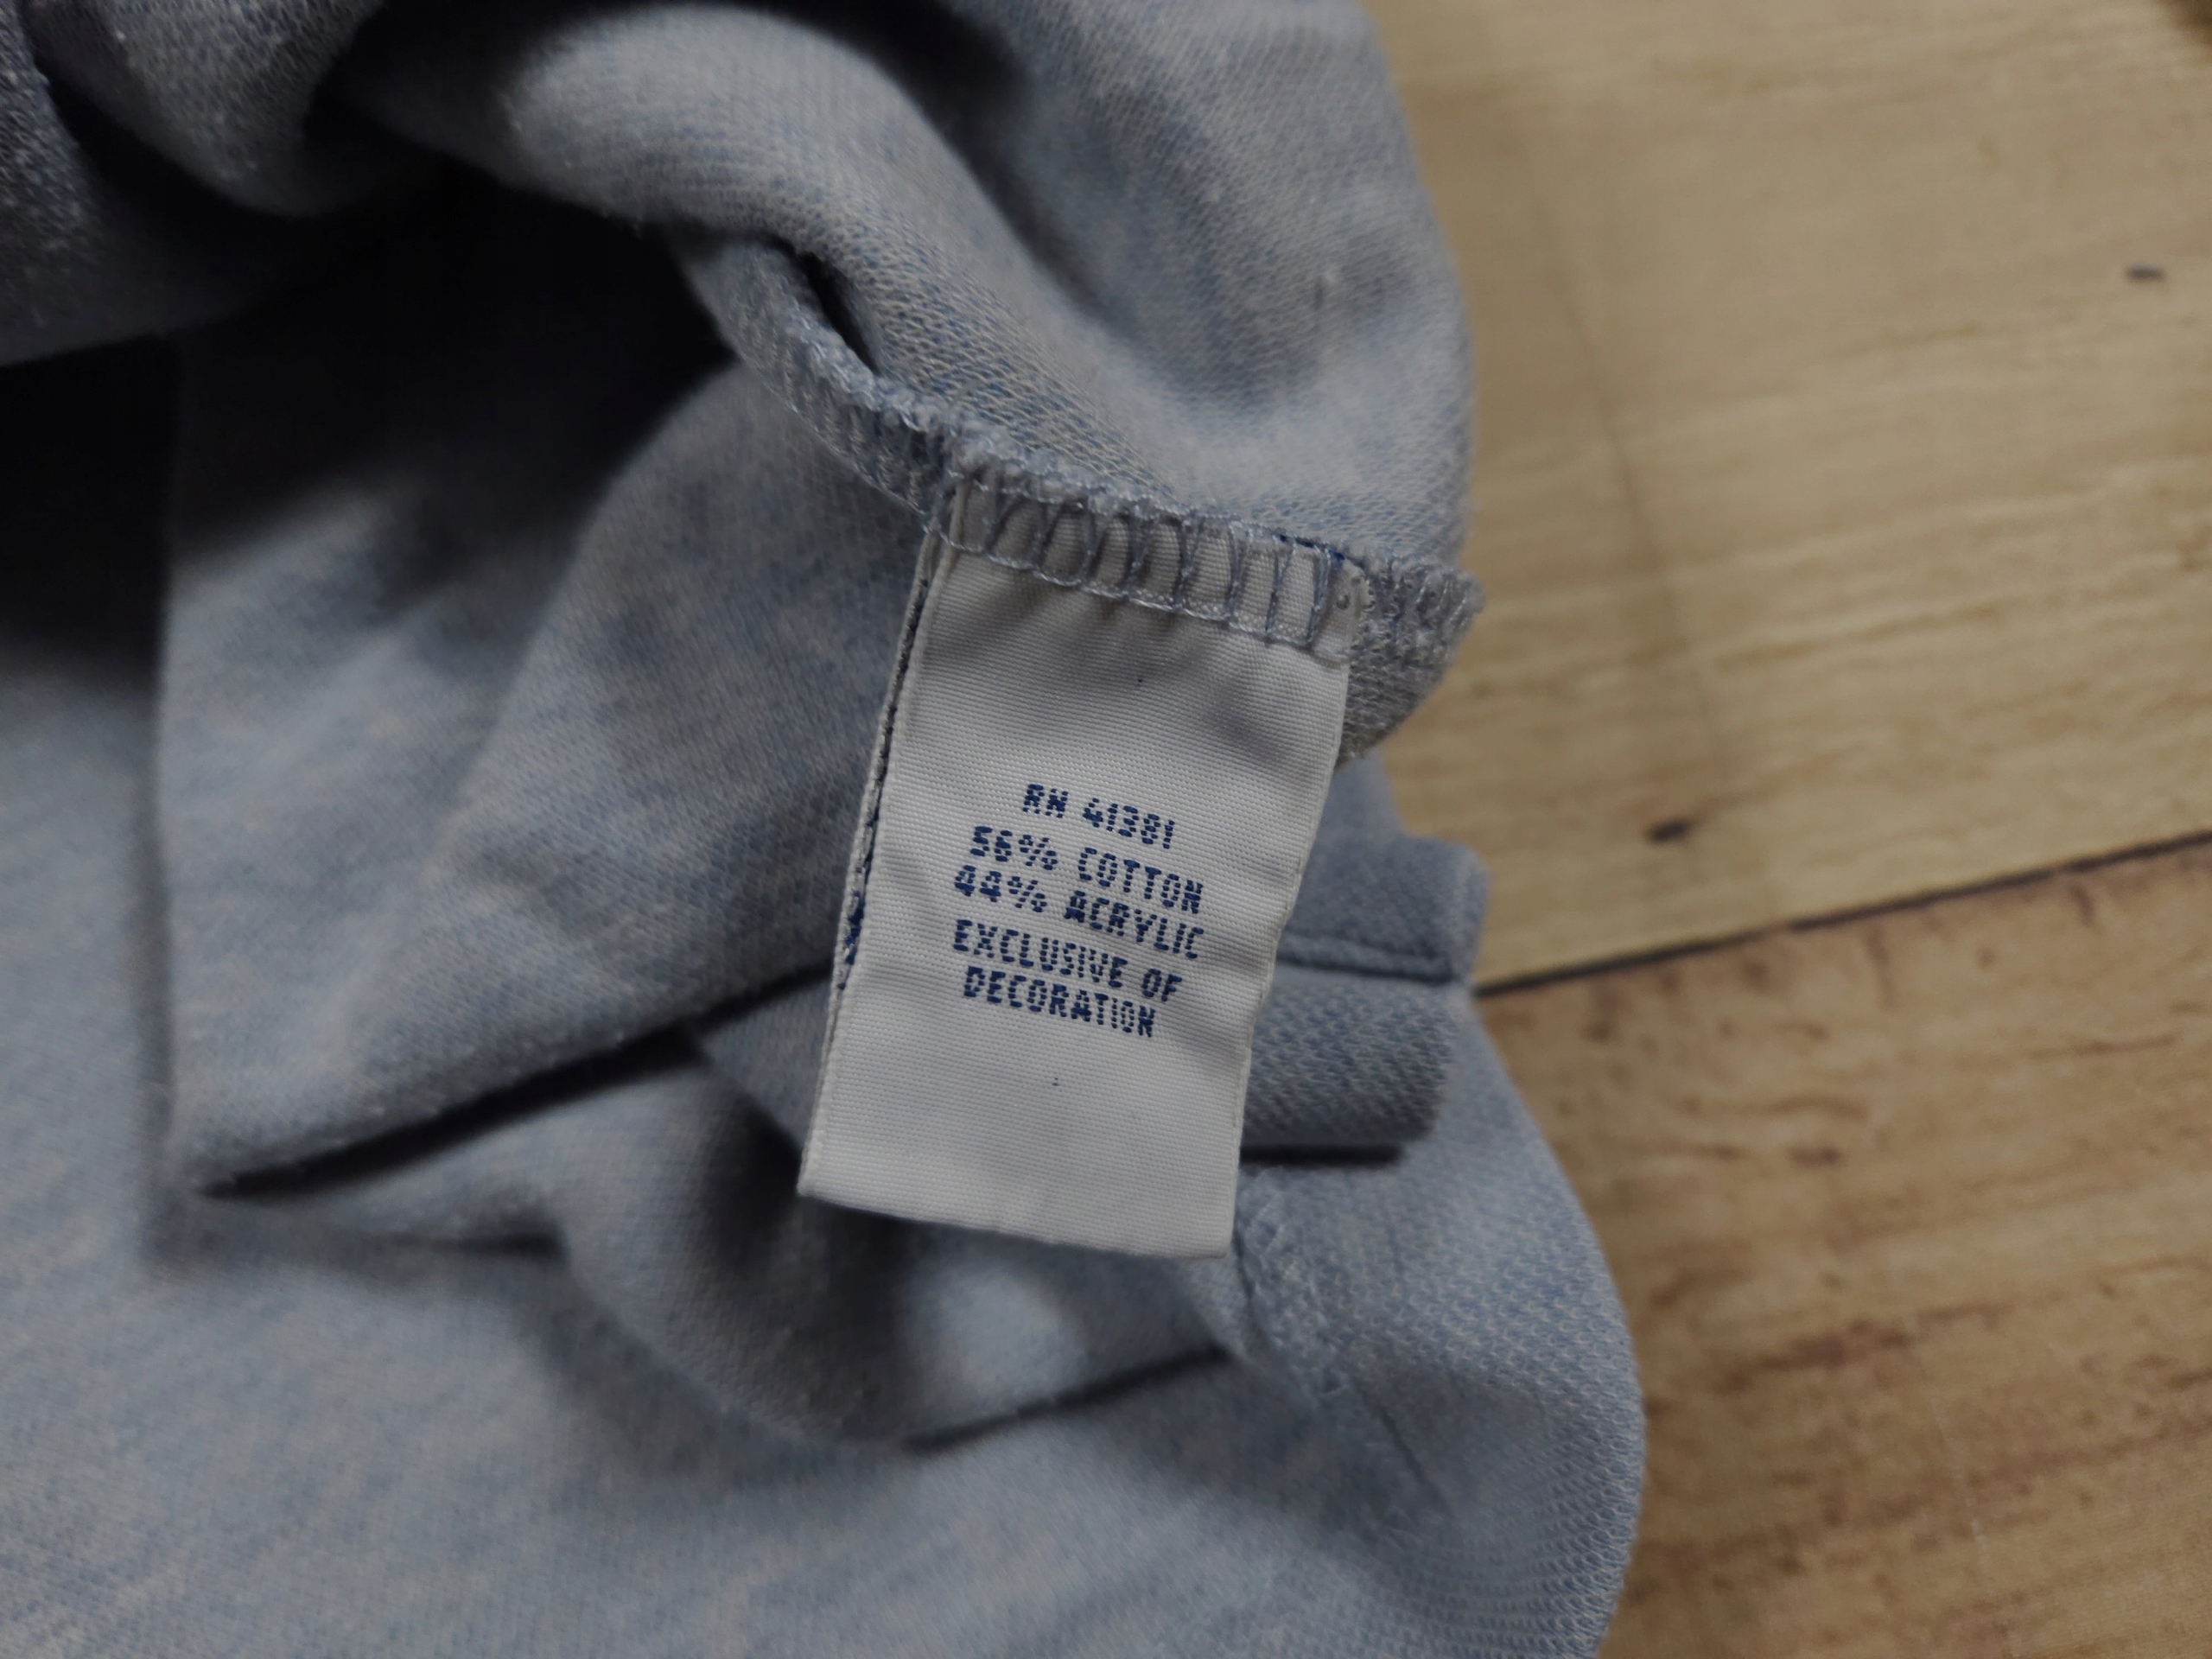 RN 41381
56% COTTON
44% ACRYLIC
EXCLUSIVE OF
DECORATION